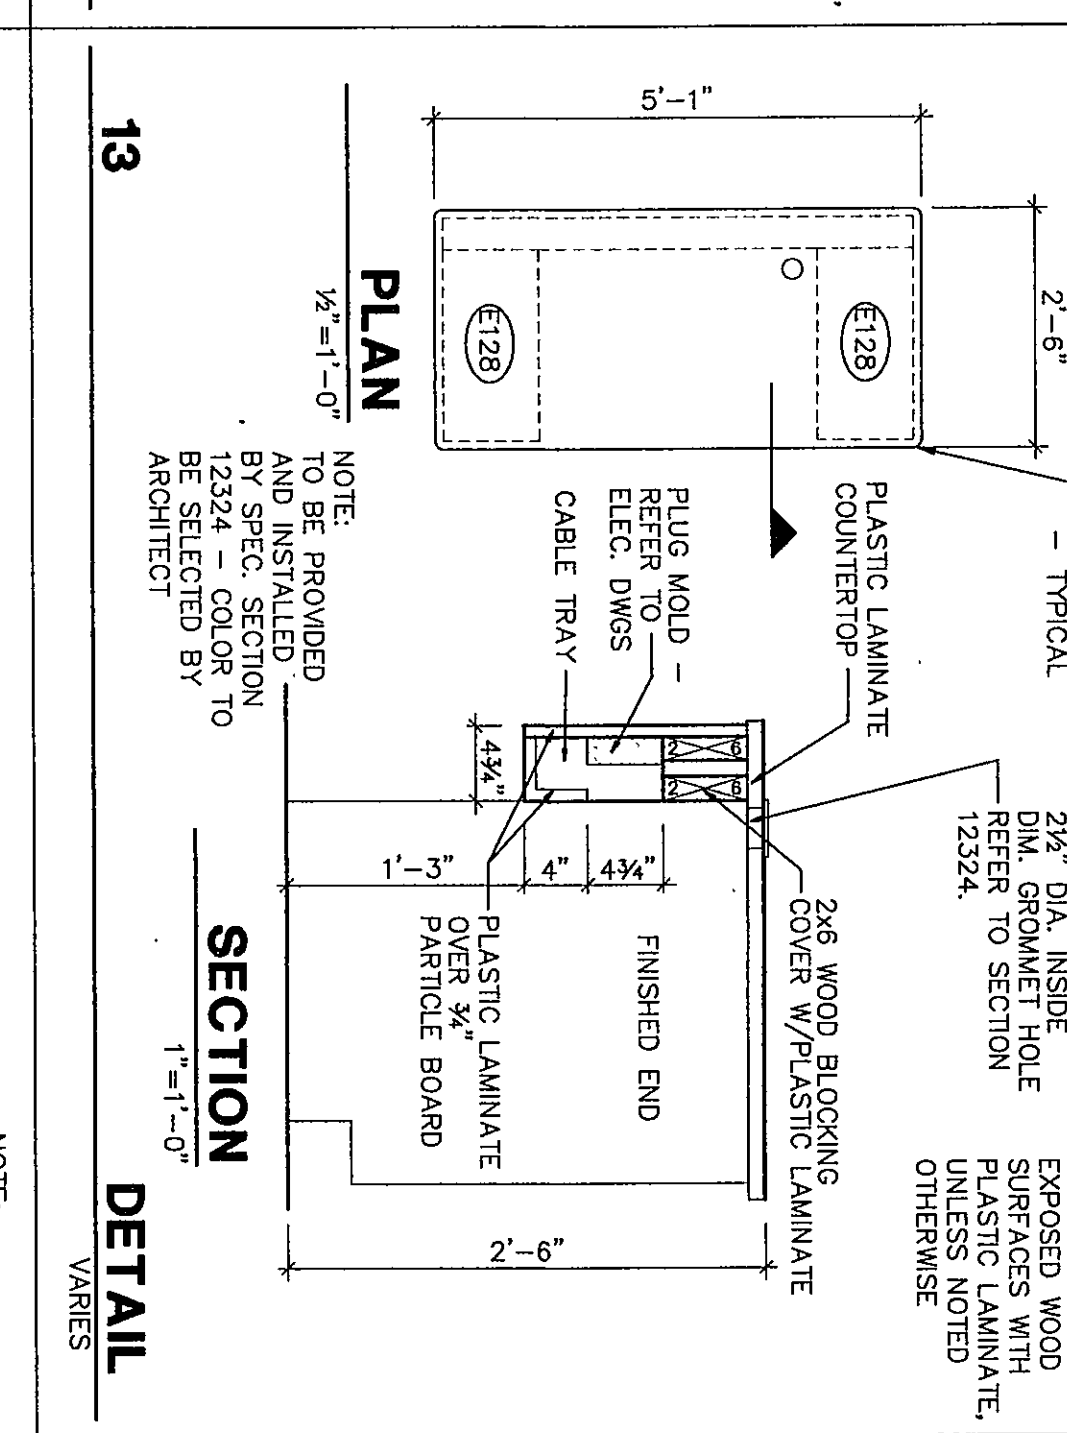 2'-6"
- TYPICAL
5'-1"
E128
E128
PLAN
½"=1'-0"
2½" DIA. INSIDE
DIM. GROMMET HOLE
REFER TO SECTION
12324.
EXPOSED WOOD
SURFACES WITH
PLASTIC LAMINATE,
UNLESS NOTED
OTHERWISE
PLASTIC LAMINATE
COUNTERTOP
PLUG MOLD -
REFER TO
ELEC. DWGS
CABLE TRAY
2x6 WOOD BLOCKING
COVER W/PLASTIC LAMINATE
2 6
2 6
FINISHED END
4¾"
4¾"
4"
1'-3"
2'-6"
PLASTIC LAMINATE
OVER ¾"
PARTICLE BOARD
NOTE:
TO BE PROVIDED
AND INSTALLED
BY SPEC. SECTION
12324 - COLOR TO
BE SELECTED BY
ARCHITECT
SECTION
1"=1'-0"
13
DETAIL
VARIES